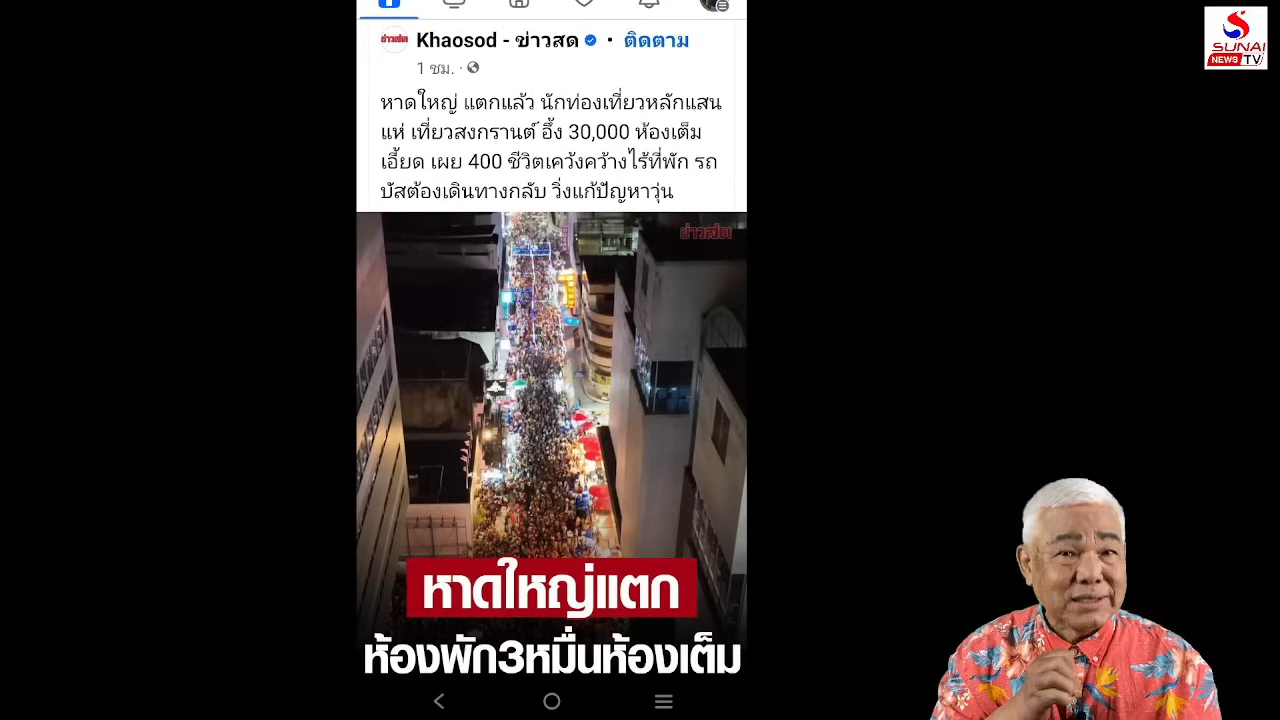 Khaosod - ข่าวสด · ติดตาม
ข่าวสด
SUNAI
NEWS TV
1 ชม. ·
หาดใหญ่ แตกแล้ว นักท่องเที่ยวหลักแสน
แห่ เที่ยวสงกรานต์ อึ้ง 30,000 ห้องเต็ม
เอี้ยด เผย 400 ชีวิตเคว้งคว้างไร้ที่พัก รถ
บัสต้องเดินทางกลับ วิ่งแก้ปัญหาวุ่น
ข่าวสด
หาดใหญ่แตก
ห้องพัก3หมื่นห้องเต็ม